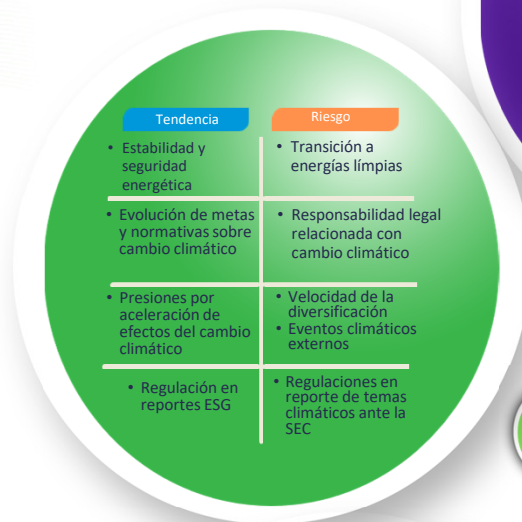 Tendencia
Riesgo
• Estabilidad y
seguridad
energética
• Transición a
energías límpias
• Evolución de metas
y normativas sobre
cambio climático
• Responsabilidad legal
relacionada con
cambio climático
• Presiones por
aceleración de
efectos del cambio
climático
• Velocidad de la
diversificación
• Eventos climáticos
externos
• Regulación en
reportes ESG
• Regulaciones en
reporte de temas
climáticos ante la
SEC